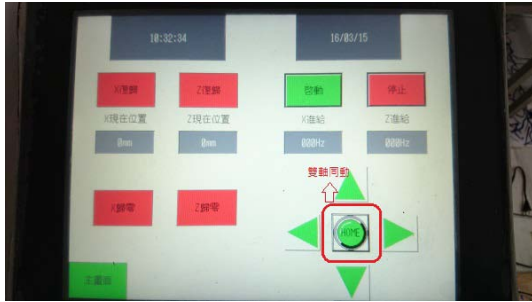 10:32:34
16/03/15
X復歸
Z復歸
啓動
停止
X現在位置
Z現在位置
X進給
Z進給
0mm
0mm
000Hz
000Hz
雙軸同動
X歸零
Z歸零
HOME
主畫面